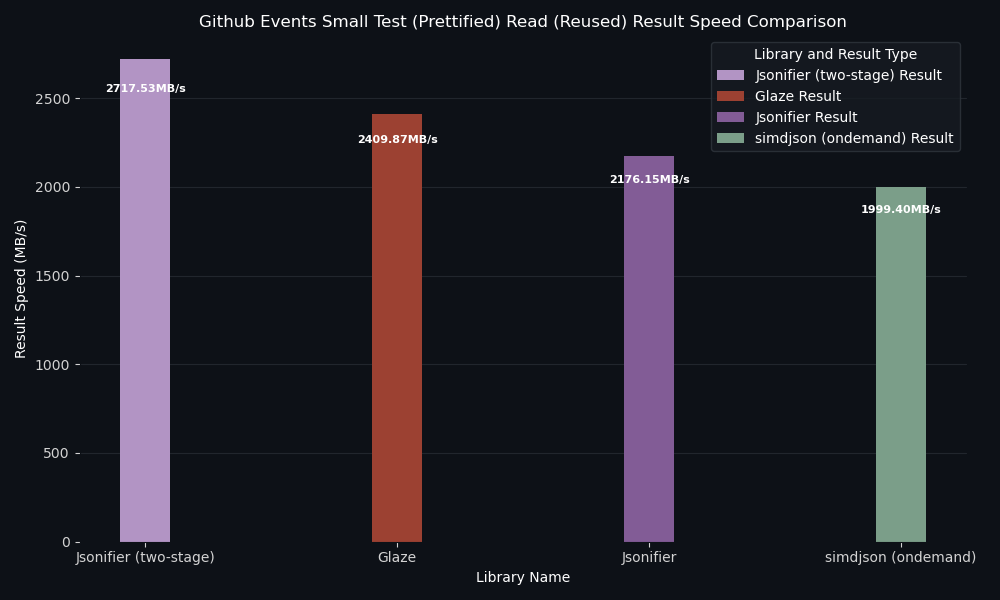 Github Events Small Test (Prettified) Read (Reused) Result Speed Comparison
Library and Result Type
Jsonifier (two-stage) Result
Glaze Result
Jsonifier Result
simdjson (ondemand) Result
2717.53MB/s
2409.87MB/s
2176.15MB/s
1999.40MB/s
Result Speed (MB/s)
2500
2000
1500
1000
500
0
Jsonifier (two-stage)
Glaze
Jsonifier
simdjson (ondemand)
Library Name